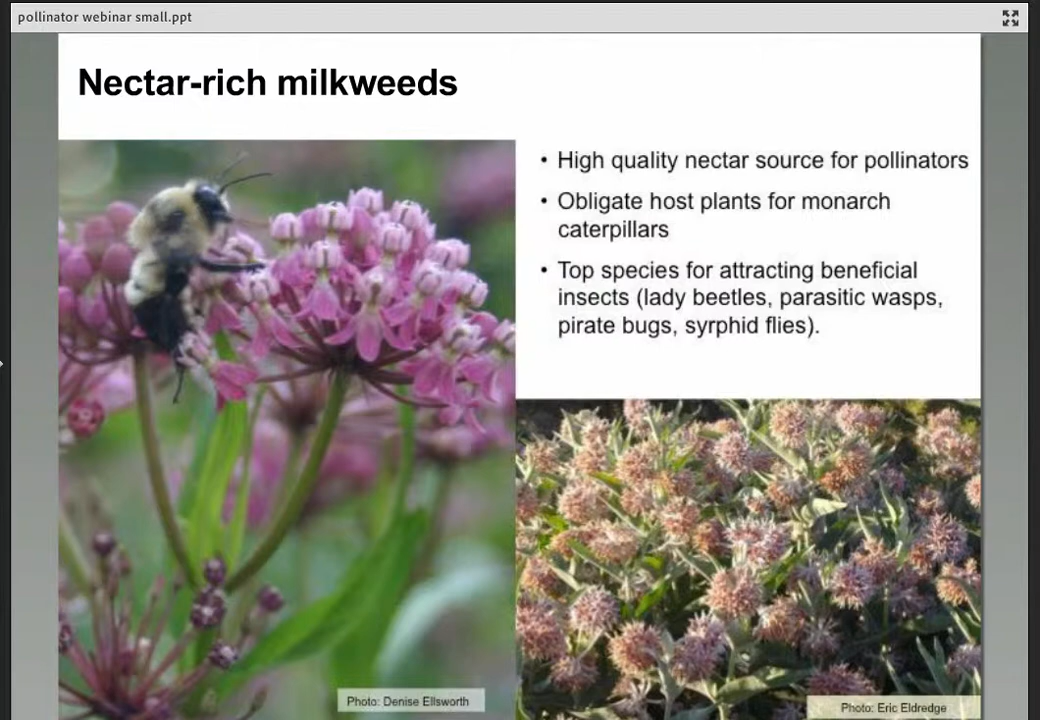 pollinator webinar small.ppt
Nectar-rich milkweeds
• High quality nectar source for pollinators
• Obligate host plants for monarch
caterpillars
• Top species for attracting beneficial
insects (lady beetles, parasitic wasps,
pirate bugs, syrphid flies).
Photo: Denise Ellsworth
Photo: Eric Eldredge